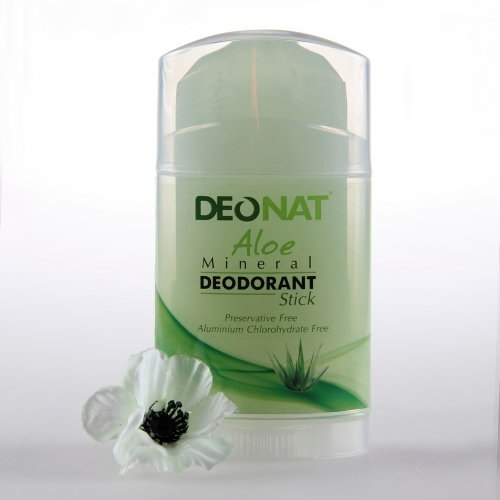 DEONAT
Aloe
Mineral
DEODORANT
Stick
Preservative Free
Aluminium Chlorohydrate Free